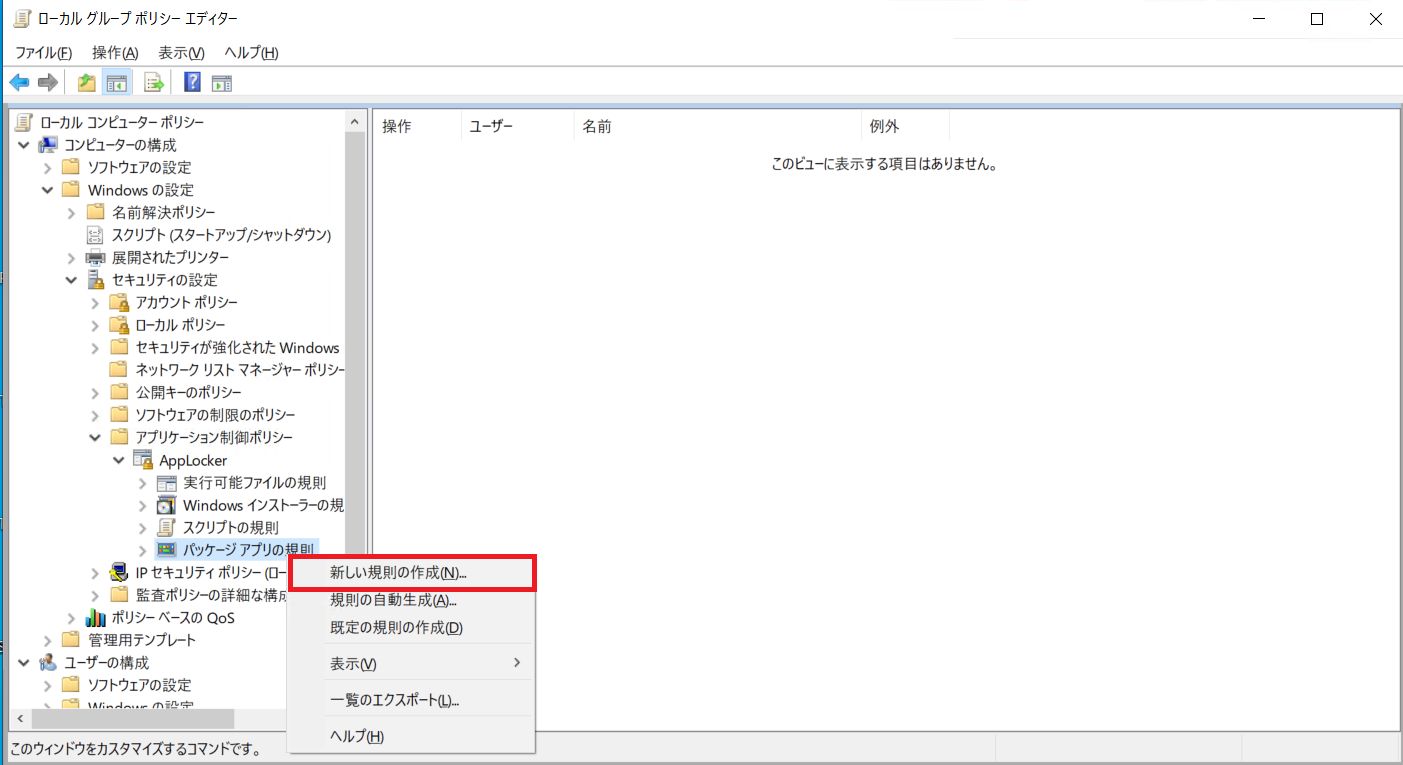 ローカル グループ ポリシー エディター
ファイル(F) 操作(A) 表示(V) ヘルプ(H)
ローカル コンピューター ポリシー
コンピューターの構成
ソフトウェアの設定
Windows の設定
名前解決ポリシー
スクリプト (スタートアップ/シャットダウン)
展開されたプリンター
セキュリティの設定
アカウント ポリシー
ローカル ポリシー
セキュリティが強化された Windows
ネットワーク リスト マネージャー ポリシー
公開キーのポリシー
ソフトウェアの制限のポリシー
アプリケーション制御ポリシー
AppLocker
実行可能ファイルの規則
Windows インストーラーの規
スクリプトの規則
パッケージ アプリの規則
IP セキュリティ ポリシー (ロー
監査ポリシーの詳細な構成
ポリシー ベースの QoS
管理用テンプレート
ユーザーの構成
ソフトウェアの設定
Windows の設定
操作 ユーザー 名前 例外
このビューに表示する項目はありません。
新しい規則の作成(N)...
規則の自動生成(A)...
既定の規則の作成(D)
表示(V)
一覧のエクスポート(L)...
ヘルプ(H)
このウィンドウをカスタマイズするコマンドです。